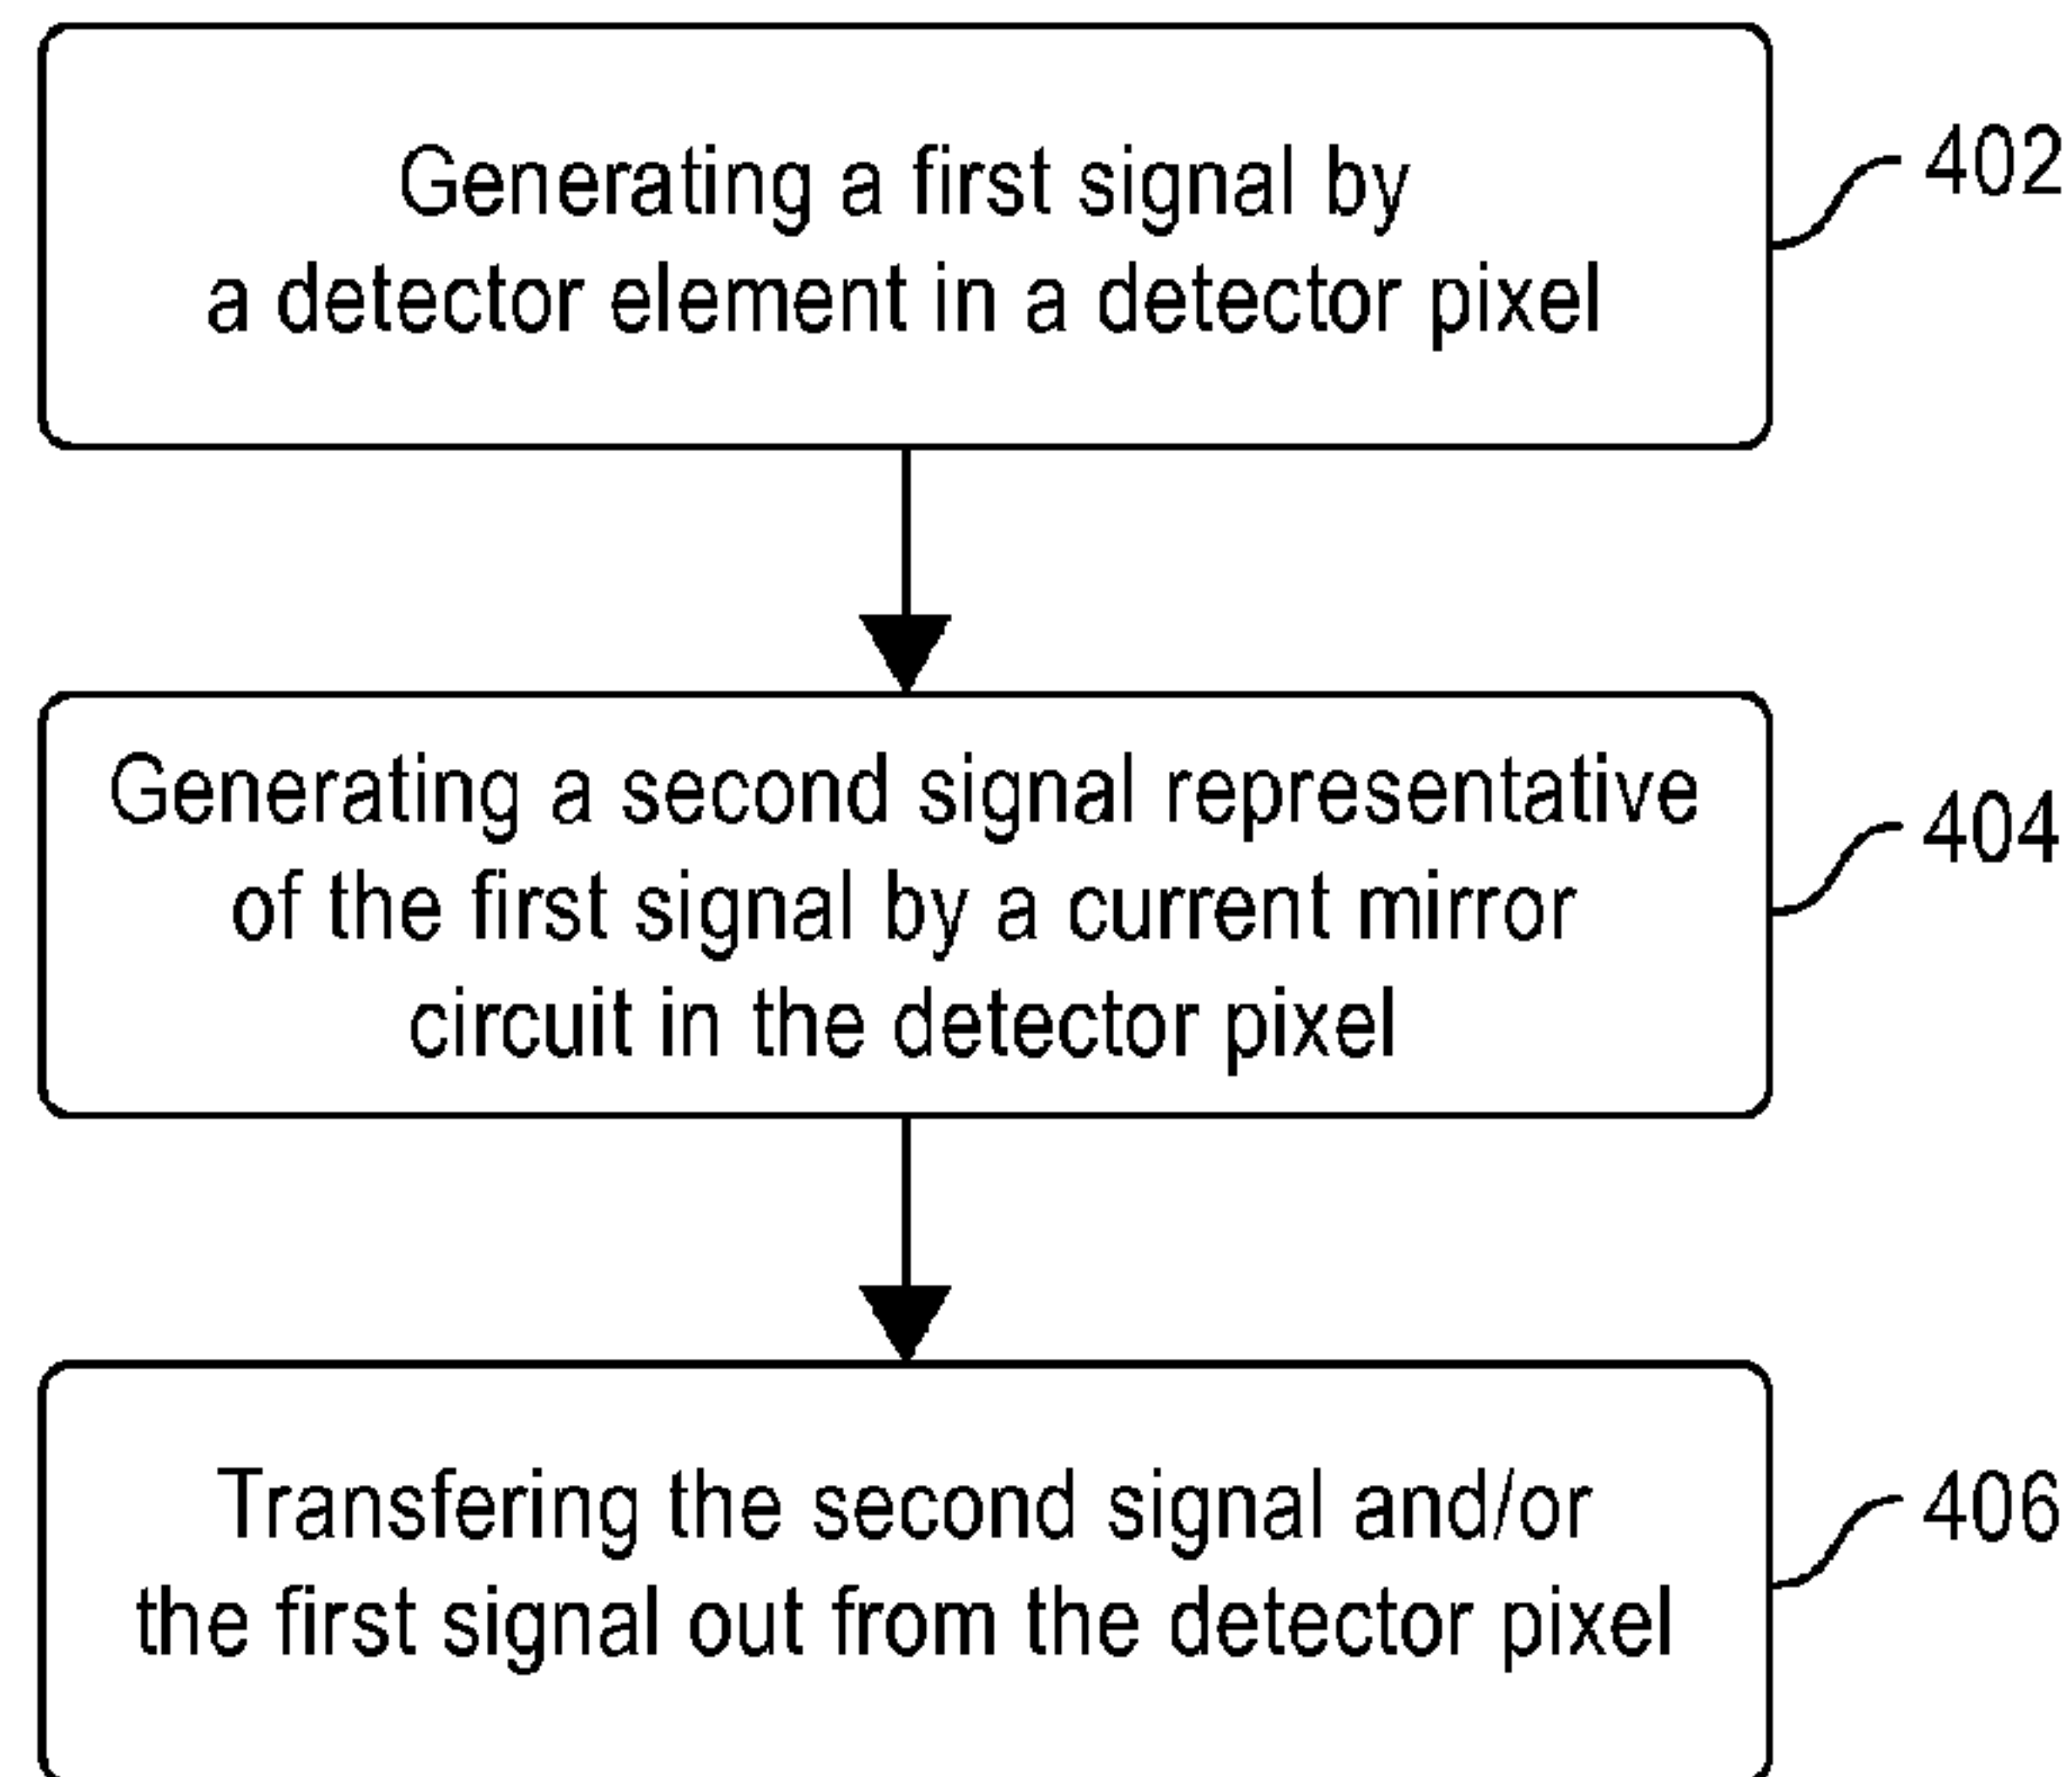 Generating a first signal by
a detector element in a detector pixel
402
Generating a second signal representative
of the first signal by a current mirror
circuit in the detector pixel
404
Transfering the second signal and/or
the first signal out from the detector pixel
406